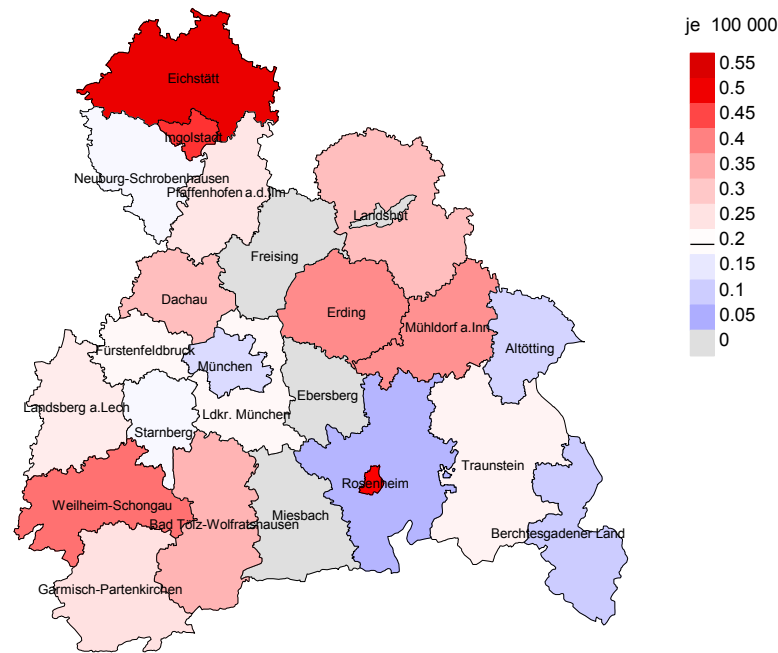 je 100 000
0.55
0.5
0.45
0.4
0.35
0.3
0.25
0.2
0.15
0.1
0.05
0
Eichstätt
Ingolstadt
Neuburg-Schrobenhausen
Pfaffenhofen a.d.Ilm
Landshut
Freising
Dachau
Erding
Mühldorf a.Inn
Altötting
Fürstenfeldbruck
München
Ebersberg
Landsberg a.Lech
Ldkr. München
Starnberg
Traunstein
Rosenheim
Weilheim-Schongau
Miesbach
Bad Tölz-Wolfratshausen
Berchtesgadener Land
Garmisch-Partenkirchen